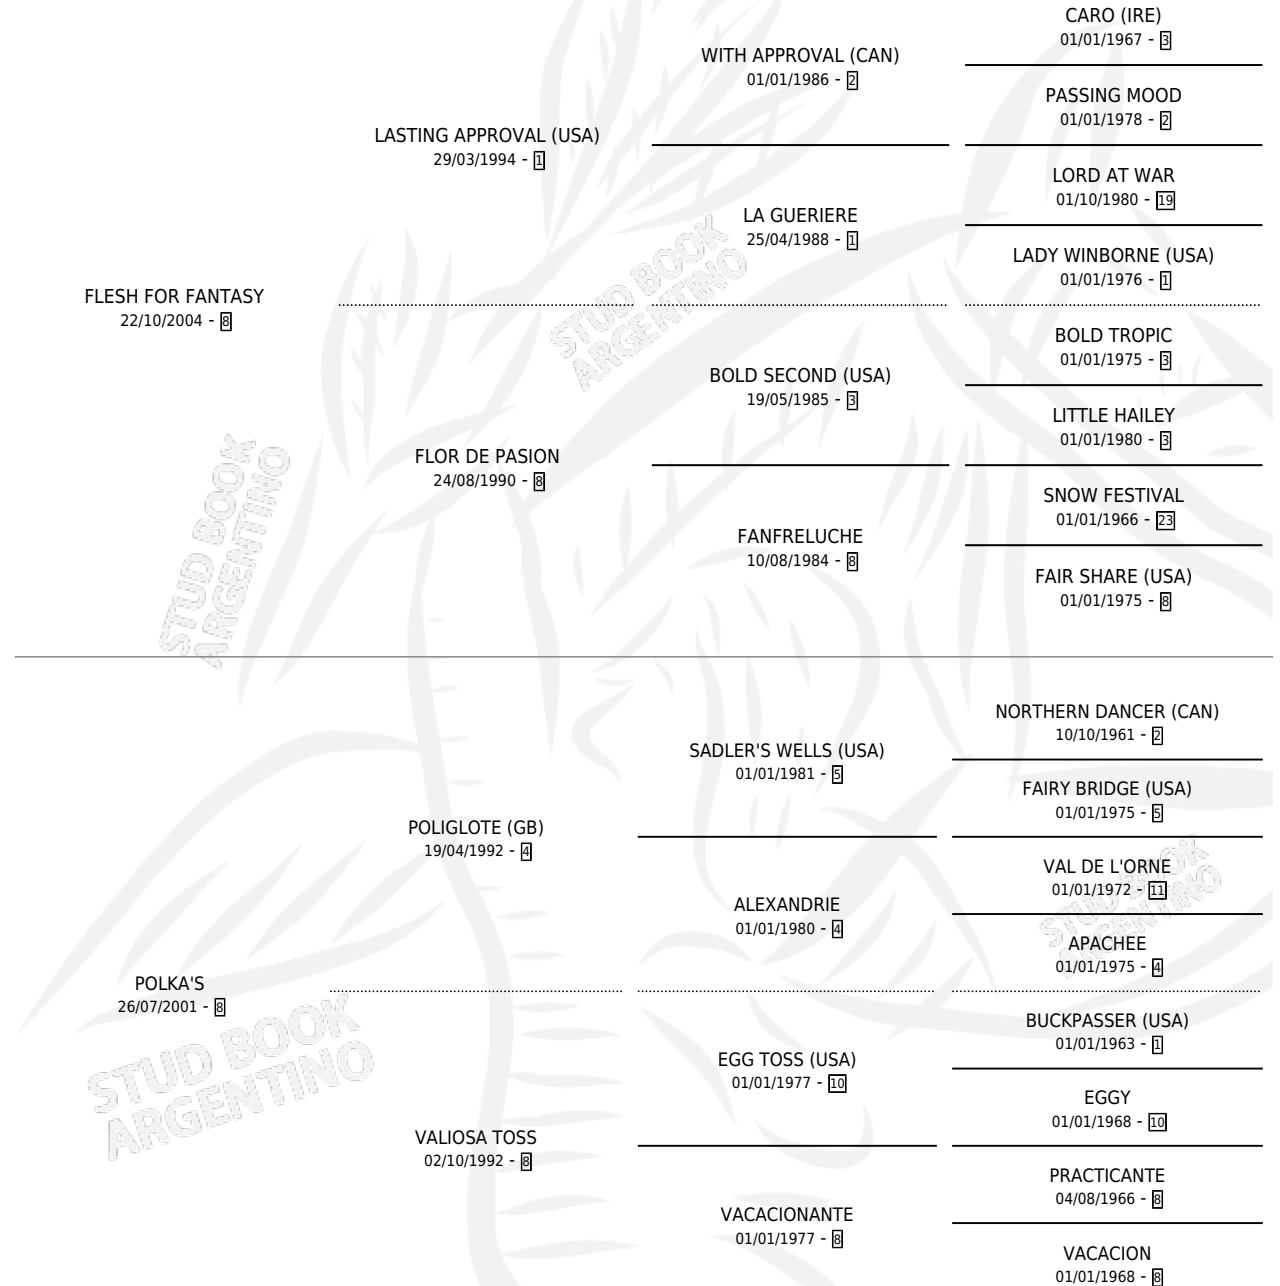 CARO (IRE)
01/01/1967 - 3
WITH APPROVAL (CAN)
01/01/1986 - 2
PASSING MOOD
01/01/1978 - 2
LASTING APPROVAL (USA)
29/03/1994 - 1
LORD AT WAR
01/10/1980 - 19
LA GUERIERE
25/04/1988 - 1
LADY WINBORNE (USA)
01/01/1976 - 1
FLESH FOR FANTASY
22/10/2004 - 8
BOLD TROPIC
01/01/1975 - 3
BOLD SECOND (USA)
19/05/1985 - 3
LITTLE HAILEY
01/01/1980 - 3
FLOR DE PASION
24/08/1990 - 8
SNOW FESTIVAL
01/01/1966 - 23
FANFRELUCHE
10/08/1984 - 8
FAIR SHARE (USA)
01/01/1975 - 8
STUD BOOK
ARGENTINO
STUD BOOK
ARGENTINO
NORTHERN DANCER (CAN)
10/10/1961 - 2
SADLER'S WELLS (USA)
01/01/1981 - 5
FAIRY BRIDGE (USA)
01/01/1975 - 5
POLIGLOTE (GB)
19/04/1992 - 4
VAL DE L'ORNE
01/01/1972 - 11
ALEXANDRIE
01/01/1980 - 4
APACHEE
01/01/1975 - 4
STUD BOOK
ARGENTINO
POLKA'S
26/07/2001 - 8
BUCKPASSER (USA)
01/01/1963 - 1
EGG TOSS (USA)
01/01/1977 - 10
EGGY
01/01/1968 - 10
STUD BOOK
ARGENTINO
VALIOSA TOSS
02/10/1992 - 8
PRACTICANTE
04/08/1966 - 8
VACACIONANTE
01/01/1977 - 8
VACACION
01/01/1968 - 8